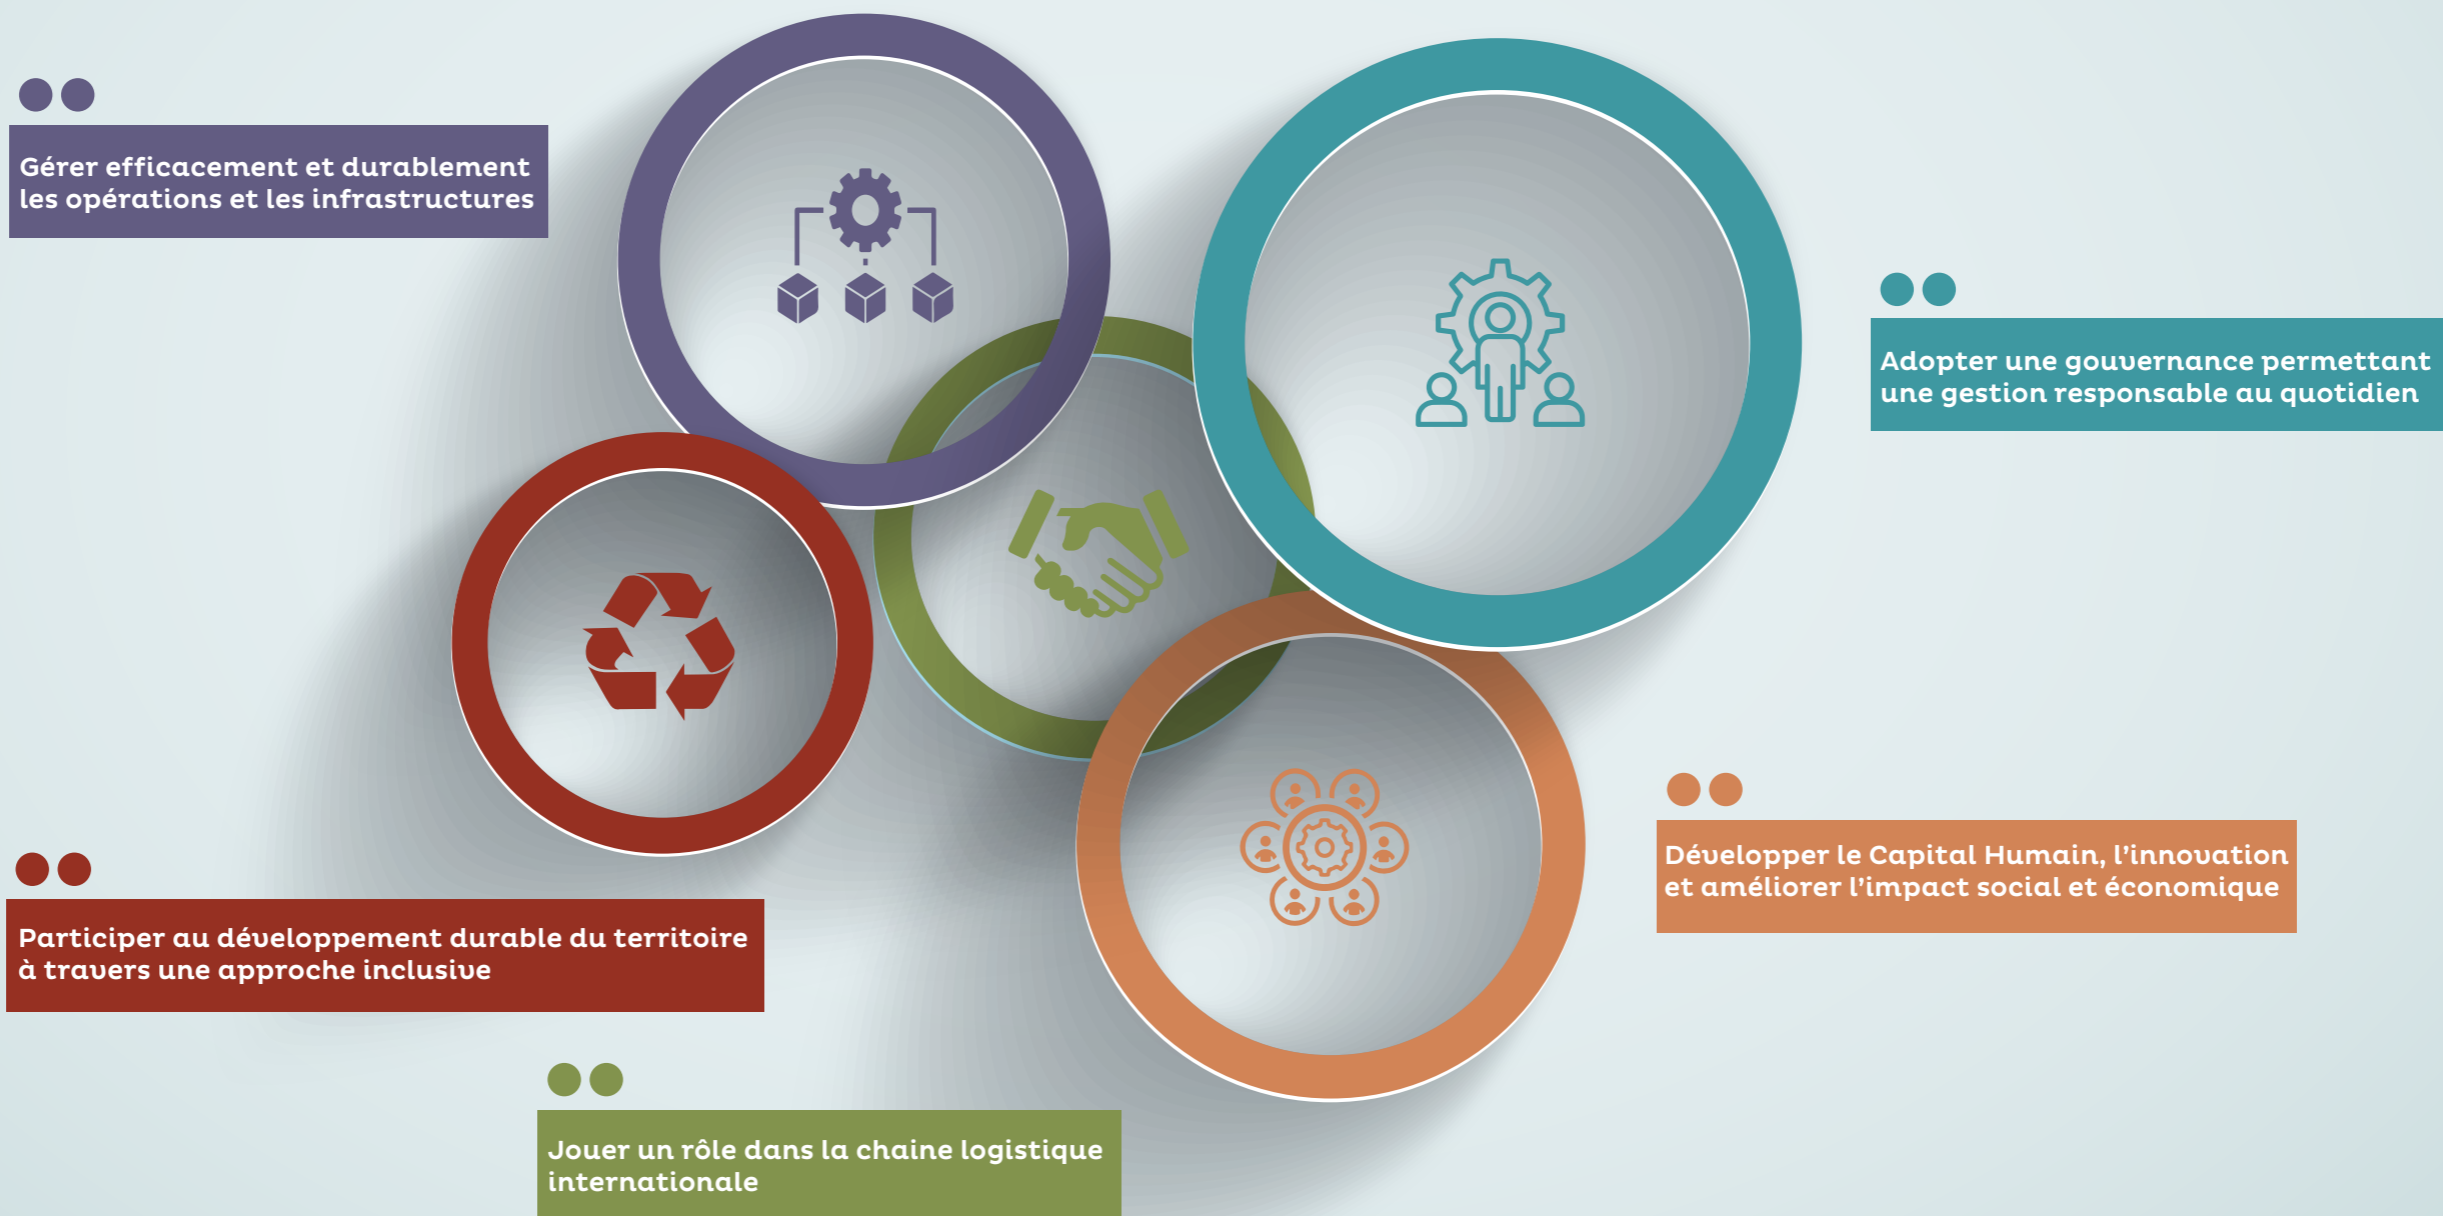 Gérer efficacement et durablement
les opérations et les infrastructures
Adopter une gouvernance permettant
une gestion responsable au quotidien
Développer le Capital Humain, l'innovation
et améliorer l'impact social et économique
Participer au développement durable du territoire
à travers une approche inclusive
Jouer un rôle dans la chaine logistique
internationale